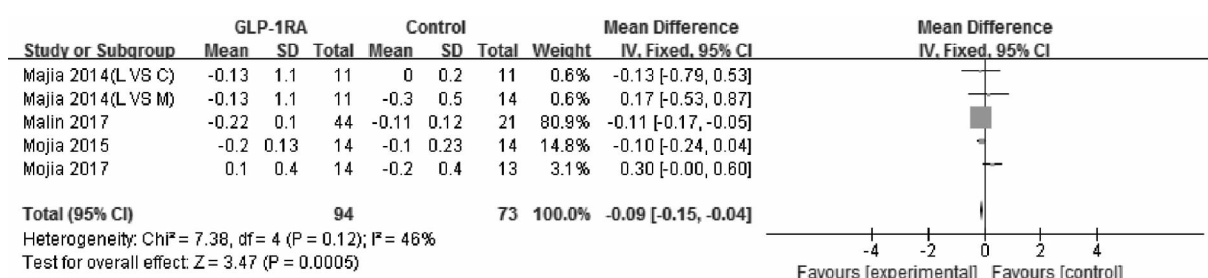 GLP-1RA Control Mean Difference Mean Difference
Study or Subgroup Mean SD Total Mean SD Total Weight IV, Fixed, 95% CI IV, Fixed, 95% CI
Majia 2014(L VS C) -0.13 1.1 11 0 0.2 11 0.6% -0.13 [-0.79, 0.53]
Majia 2014(L VS M) -0.13 1.1 11 -0.3 0.5 14 0.6% 0.17 [-0.53, 0.87]
Malin 2017 -0.22 0.1 44 -0.11 0.12 21 80.9% -0.11 [-0.17, -0.05]
Mojia 2015 -0.2 0.13 14 -0.1 0.23 14 14.8% -0.10 [-0.24, 0.04]
Mojia 2017 0.1 0.4 14 -0.2 0.4 13 3.1% 0.30 [-0.00, 0.60]
Total (95% CI) 94 73 100.0% -0.09 [-0.15, -0.04]
Heterogeneity: Chi² = 7.38, df = 4 (P = 0.12); I² = 46%
Test for overall effect: Z = 3.47 (P = 0.0005)
-4 -2 0 2 4
Favours [experimental] Favours [control]